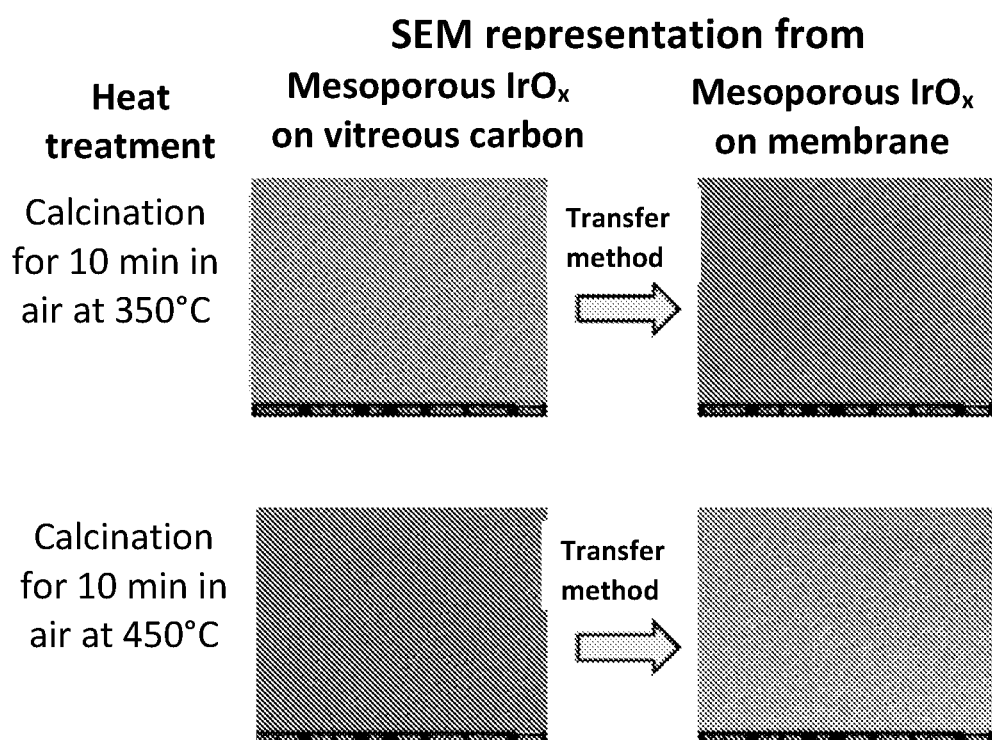 SEM representation from
Heat
treatment
Mesoporous IrOₓ
on vitreous carbon
Mesoporous IrOₓ
on membrane
Calcination
for 10 min in
air at 350°C
Transfer
method
Calcination
for 10 min in
air at 450°C
Transfer
method